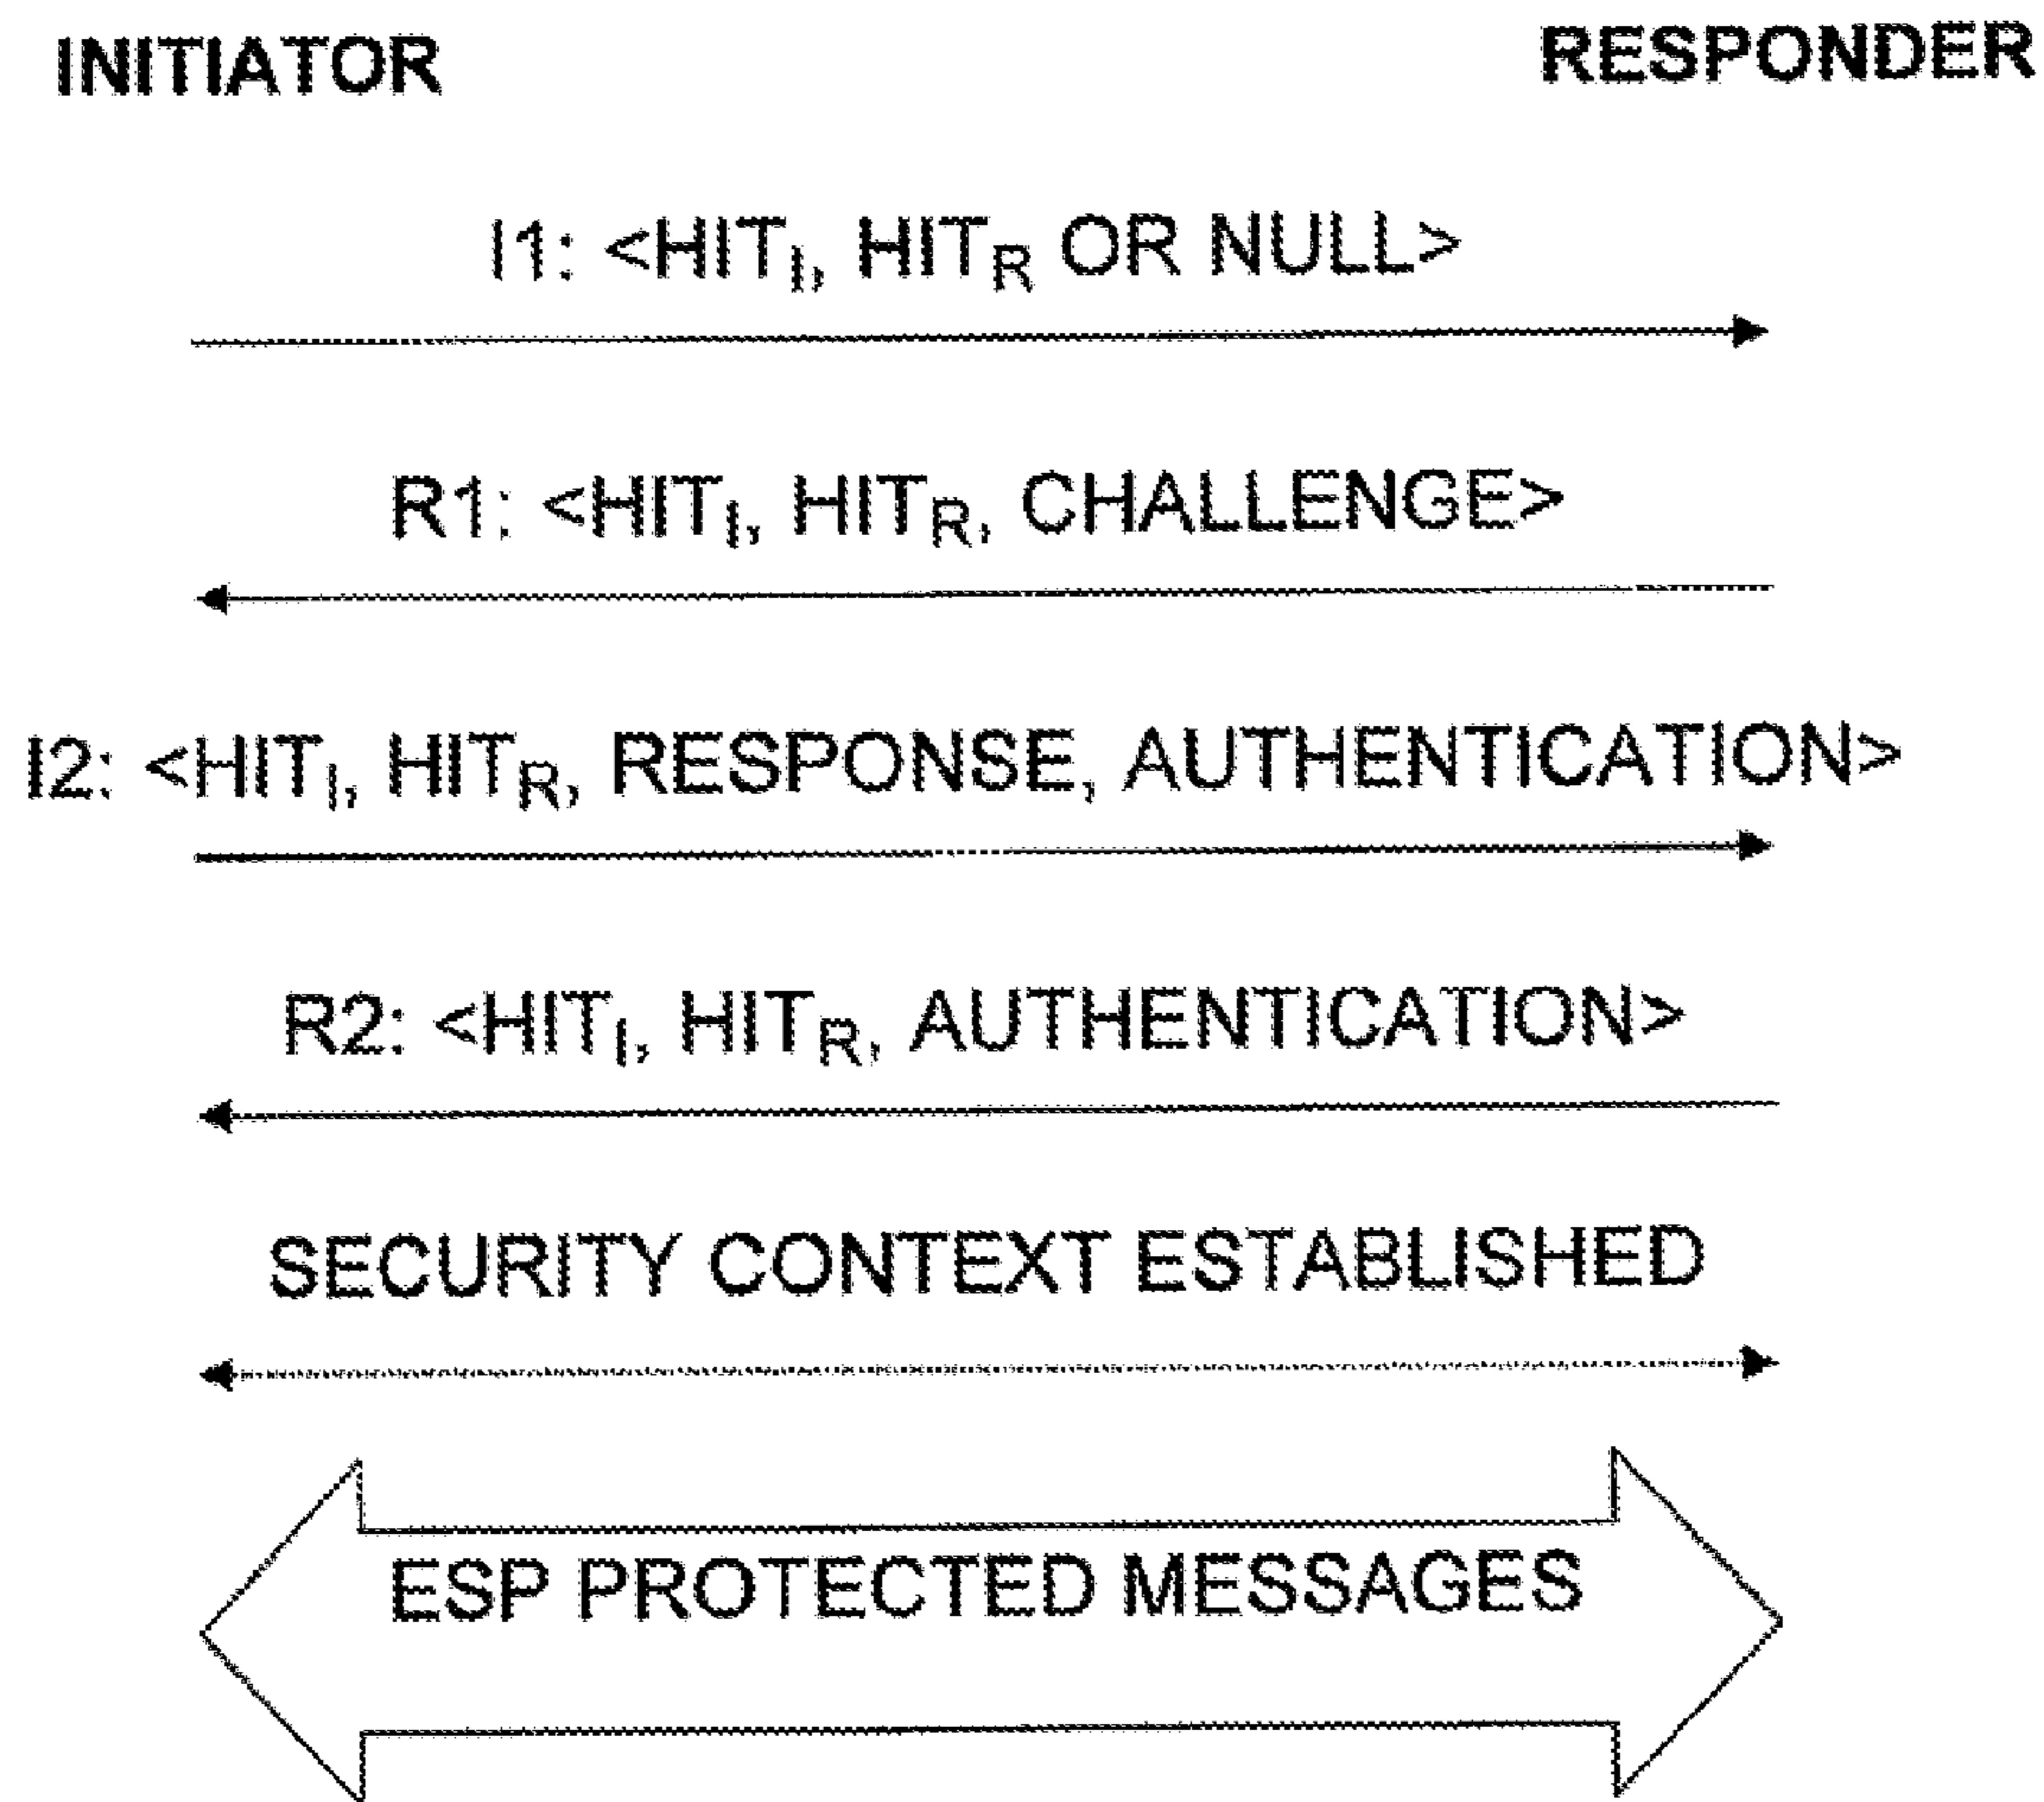 INITIATOR RESPONDER
I1: <HITI, HITR OR NULL>
R1: <HITI, HITR, CHALLENGE>
I2: <HITI, HITR, RESPONSE, AUTHENTICATION>
R2: <HITI, HITR, AUTHENTICATION>
SECURITY CONTEXT ESTABLISHED
ESP PROTECTED MESSAGES